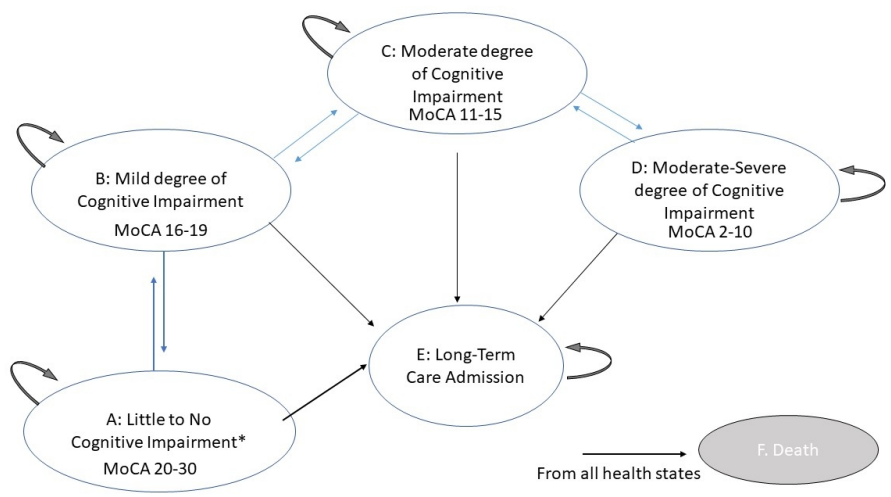 C: Moderate degree
of Cognitive
Impairment
MoCA 11-15
B: Mild degree of
Cognitive Impairment
MoCA 16-19
D: Moderate-Severe
degree of Cognitive
Impairment
MoCA 2-10
E: Long-Term
Care Admission
A: Little to No
Cognitive Impairment*
MoCA 20-30
F. Death
From all health states